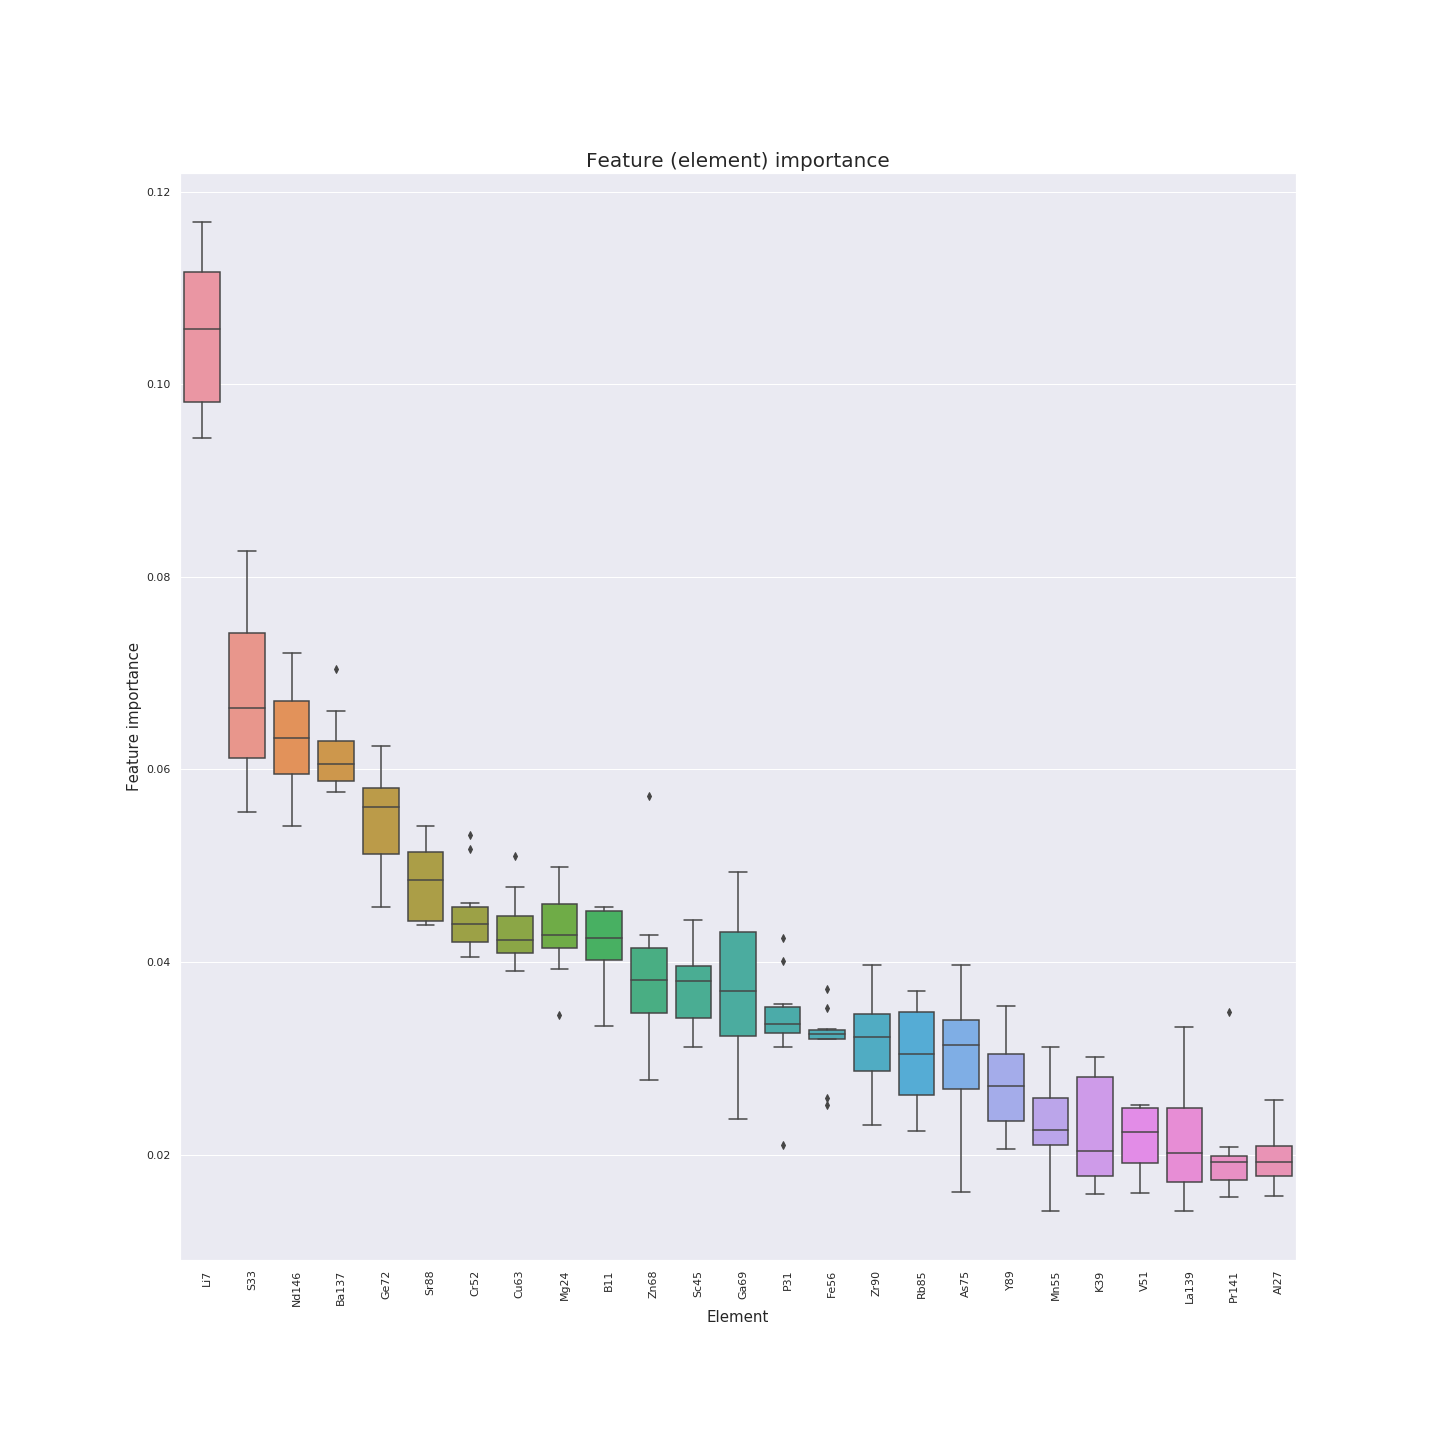 Feature (element) importance
0.12
0.10
0.08
0.06
0.04
0.02
Feature importance
Li7
S33
Nd146
Ba137
Ge72
Sr88
Cr52
Cu63
Mg24
B11
Zn68
Sc45
Ga69
P31
Fe56
Zr90
Rb85
As75
Y89
Mn55
K39
V51
La139
Pr141
Al27
Element